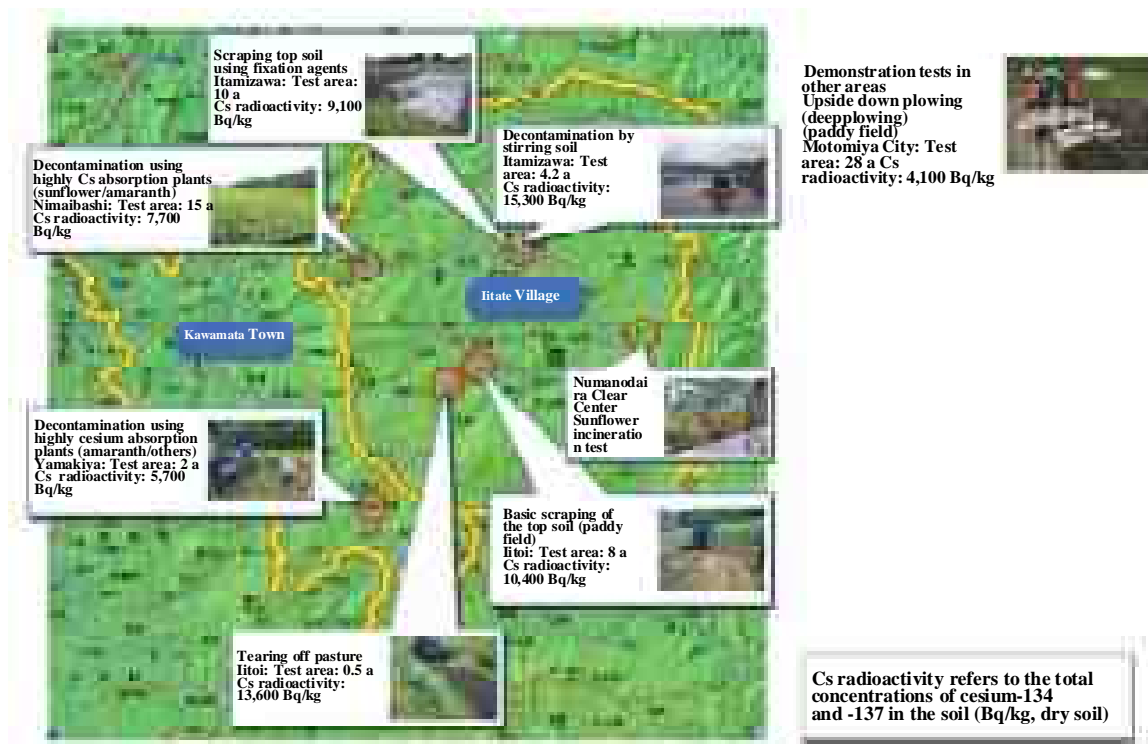 Scraping top soil
using fixation agents
Itamizawa: Test area:
10 a
Cs radioactivity: 9,100
Bq/kg
Demonstration tests in
other areas
Upside down plowing
(deepplowing)
(paddy field)
Motomiya City: Test
area: 28 a Cs
radioactivity: 4,100 Bq/kg
Decontamination by
stirring soil
Itamizawa: Test
area: 4.2 a
Cs radioactivity:
15,300 Bq/kg
Decontamination using
highly Cs absorption plants
(sunflower/amaranth)
Nimaibashi: Test area: 15 a
Cs radioactivity: 7,700
Bq/kg
Iitate Village
Kawamata Town
Numanodai
ra Clear
Center
Sunflower
incineratio
n test
Decontamination using
highly cesium absorption
plants (amaranth/others)
Yamakiya: Test area: 2 a
Cs radioactivity: 5,700
Bq/kg
Basic scraping of
the top soil (paddy
field)
Iitoi: Test area: 8 a
Cs radioactivity:
10,400 Bq/kg
Tearing off pasture
Iitoi: Test area: 0.5 a
Cs radioactivity:
13,600 Bq/kg
Cs radioactivity refers to the total
concentrations of cesium-134
and -137 in the soil (Bq/kg, dry soil)